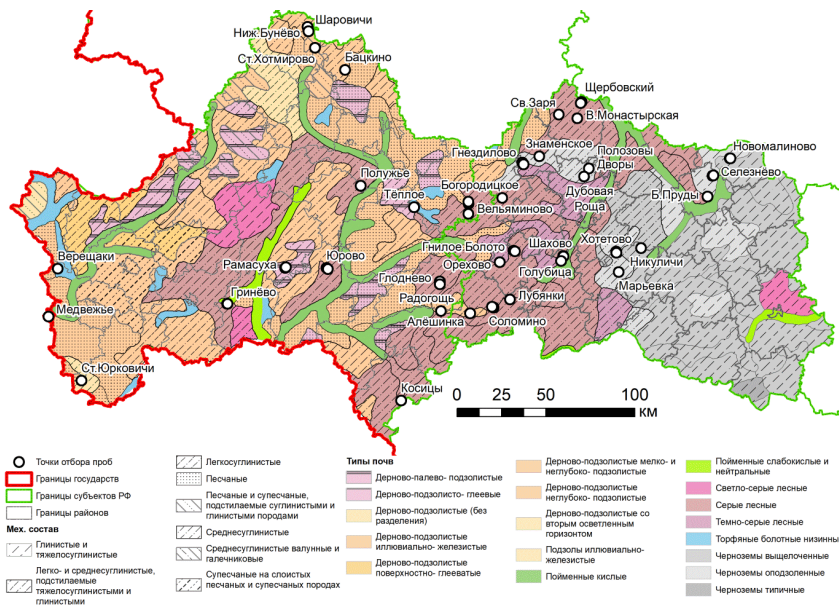 Шаровичи
Ниж.Бунёво
Ст.Хотмирово
Бацкино
Щербовский
Св.Заря
В.Монастырская
Гнездилово
Знаменское
Полозовы
Дворы
Новомалиново
Селезнёво
Полужье
Богородицкое
Тёплое
Дубовая
Роща
Б.Пруды
Вельяминово
Гнилое Болото
Шахово
Хотетово
Верещаки
Рамасуха
Юрово
Орехово
Голубица
Никуличи
Глоднево
Марьевка
Медвежье
Гринёво
Радогощь
Лубянки
Алёшинка
Соломино
Ст.Юрковичи
Косицы
0 25 50 100
КМ
Точки отбора проб
Границы государств
Границы субъектов РФ
Границы районов
Мех. состав
Глинистые и
тяжелосуглинистые
Легко- и среднесуглинистые,
подстилаемые
тяжелосуглинистыми и
глинистыми
Легкосуглинистые
Песчаные
Песчаные и супесчаные,
подстилаемые суглинистыми и
глинистыми породами
Среднесуглинистые
Среднесуглинистые валунные и
галечниковые
Супесчаные на слоистых
песчаных и супесчаных породах
Типы почв
Дерново-палево- подзолистые
Дерново-подзолисто- глеевые
Дерново-подзолистые (без
разделения)
Дерново-подзолистые
иллювиально- железистые
Дерново-подзолистые
поверхностно- глееватые
Дерново-подзолистые мелко- и
неглубоко- подзолистые
Дерново-подзолистые
неглубоко- подзолистые
Дерново-подзолистые со
вторым осветленным
горизонтом
Подзолы иллювиально-
железистые
Пойменные кислые
Пойменные слабокислые и
нейтральные
Светло-серые лесные
Серые лесные
Темно-серые лесные
Торфяные болотные низинны
Черноземы выщелоченные
Черноземы оподзоленные
Черноземы типичные